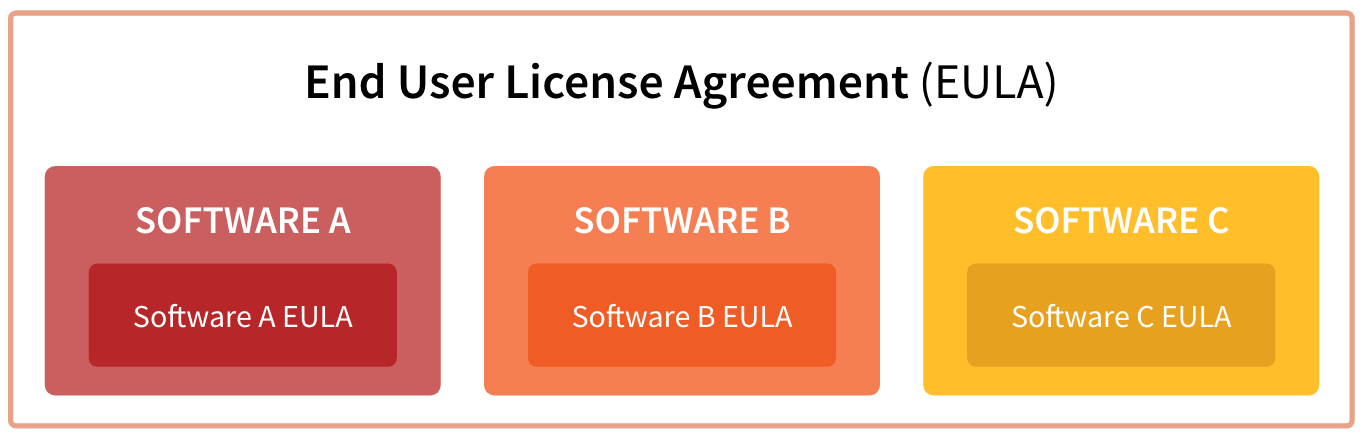 End User License Agreement (EULA)
SOFTWARE A
Software A EULA
SOFTWARE B
Software B EULA
SOFTWARE C
Software C EULA